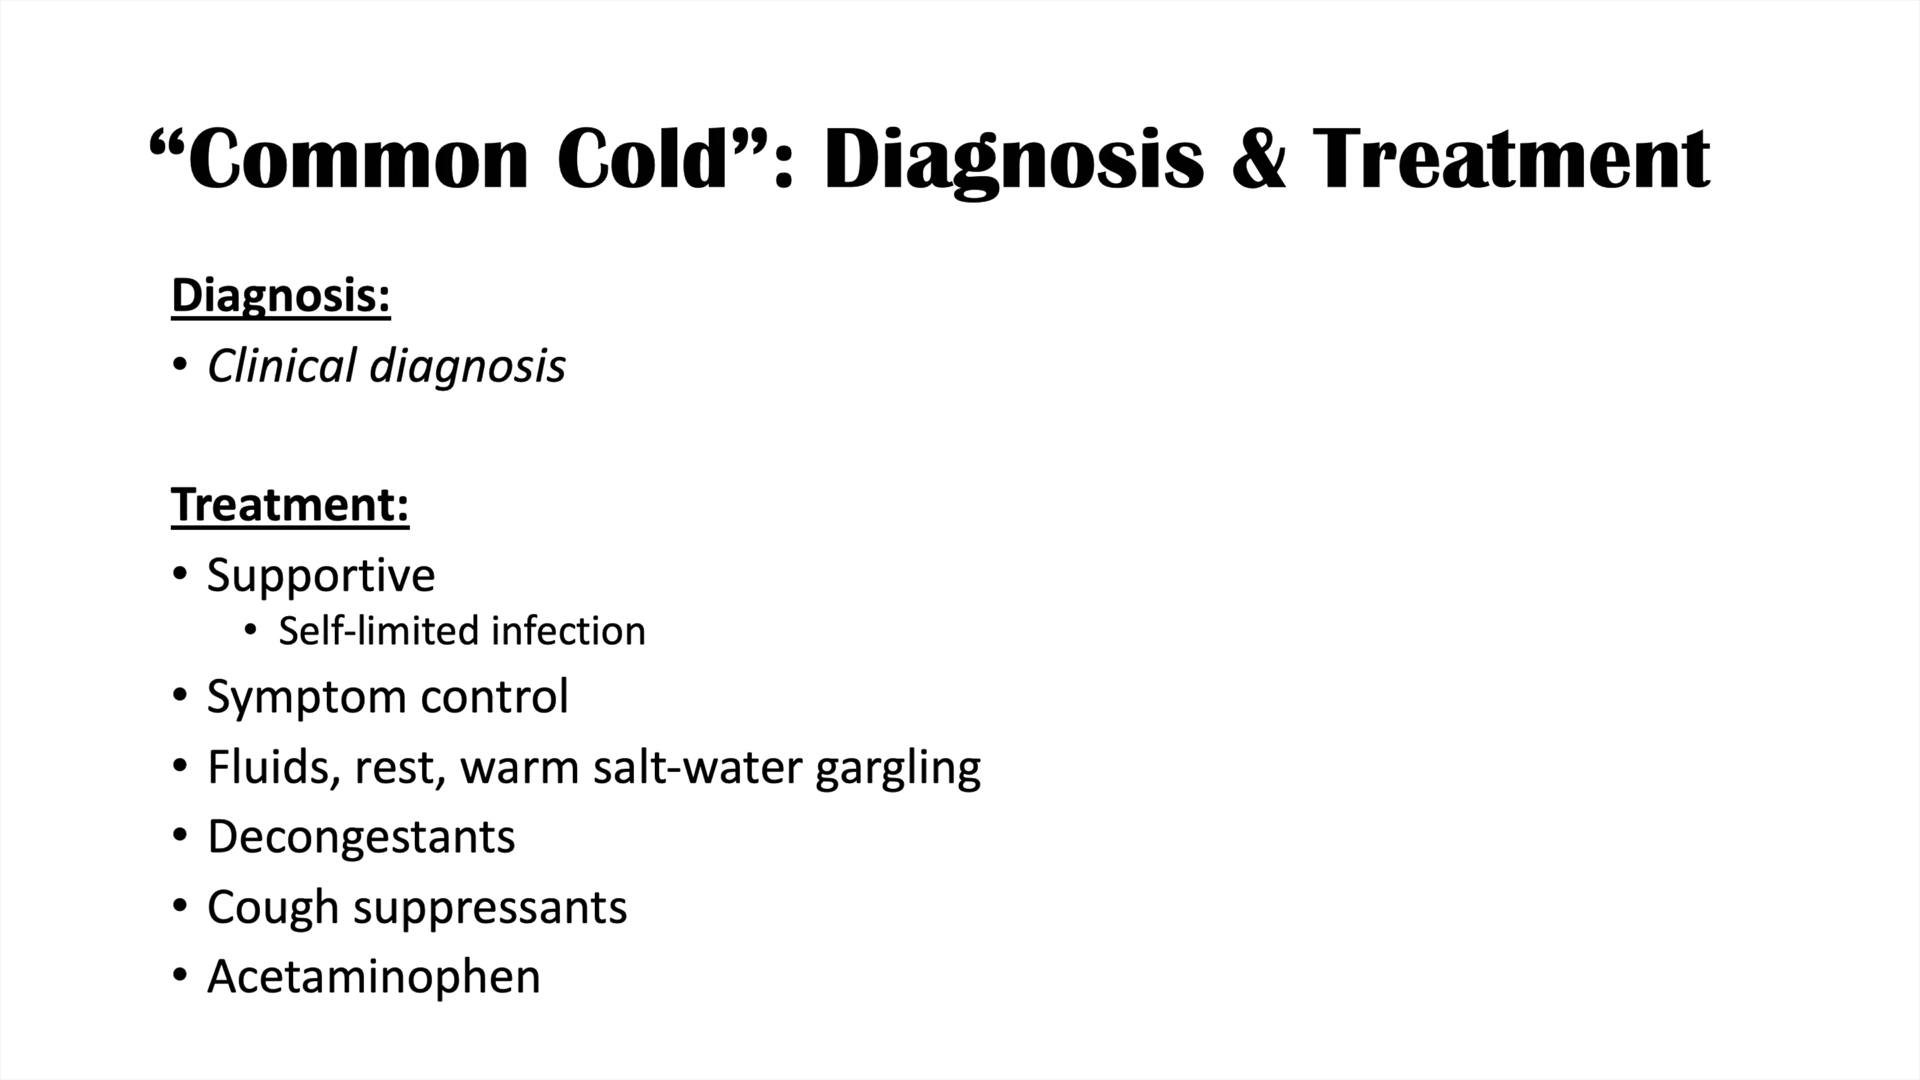 “Common Cold”: Diagnosis & Treatment
Diagnosis:
• Clinical diagnosis
Treatment:
• Supportive
• Self-limited infection
• Symptom control
• Fluids, rest, warm salt-water gargling
• Decongestants
• Cough suppressants
• Acetaminophen